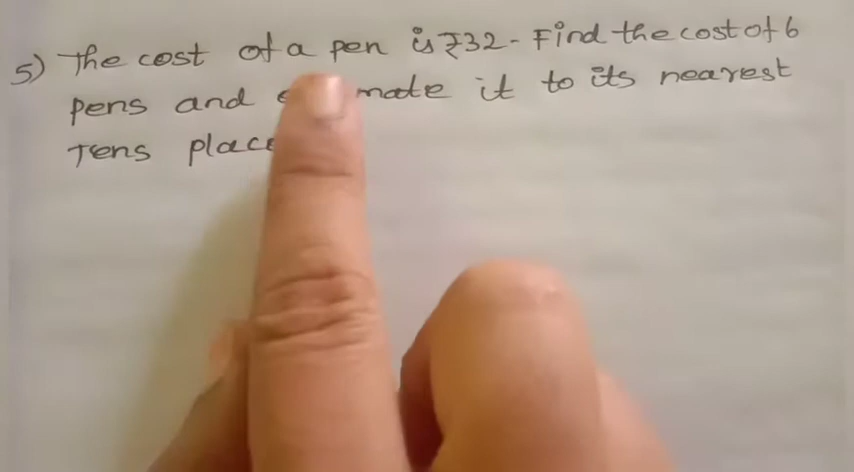 5) The cost of a pen is ₹32. Find the cost of 6
pens and mate it to its nearest
Tens place